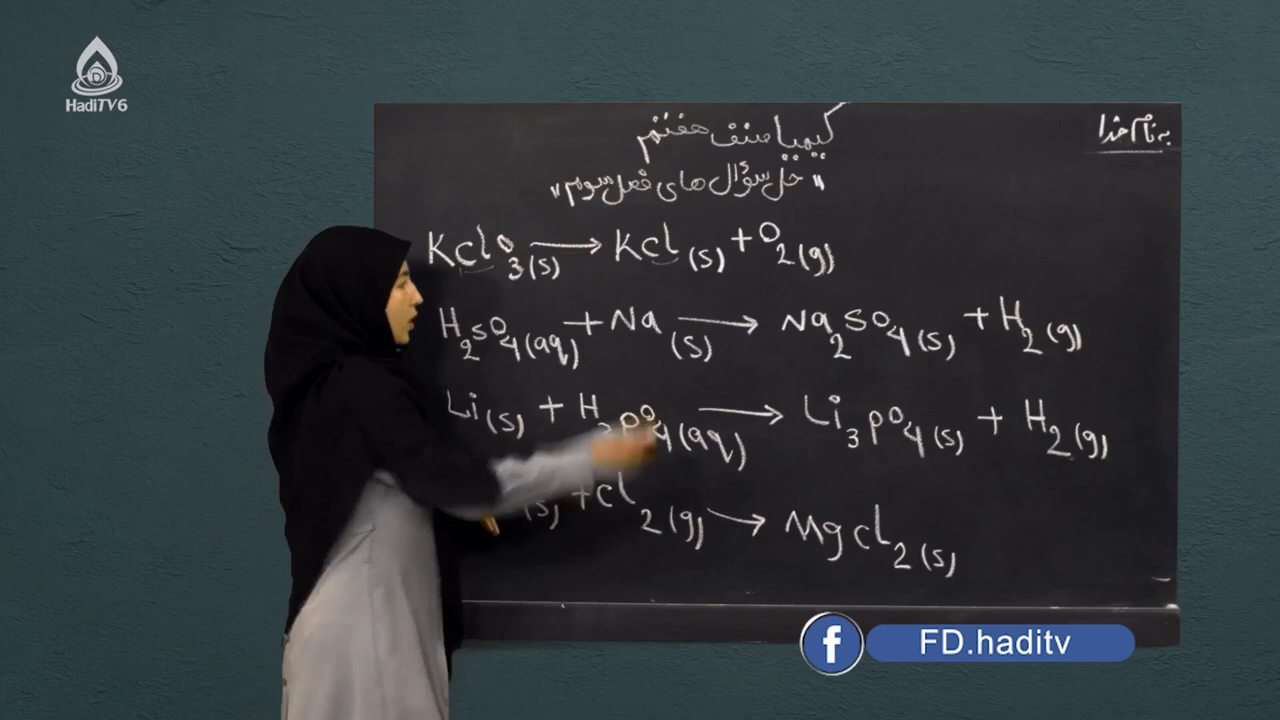 HadiTV6
به نام خدا
کیمیا صنف هفتم
"حل سؤال های فصل سوم"
KclO3(s) → Kcl(s) + O2(g)
H2SO4(aq) + Na(s) → Na2SO4(s) + H2(g)
Li(s) + H3PO4(aq) → Li3PO4(s) + H2(g)
(s) + cl2(g) → Mgcl2(s)
FD.haditv